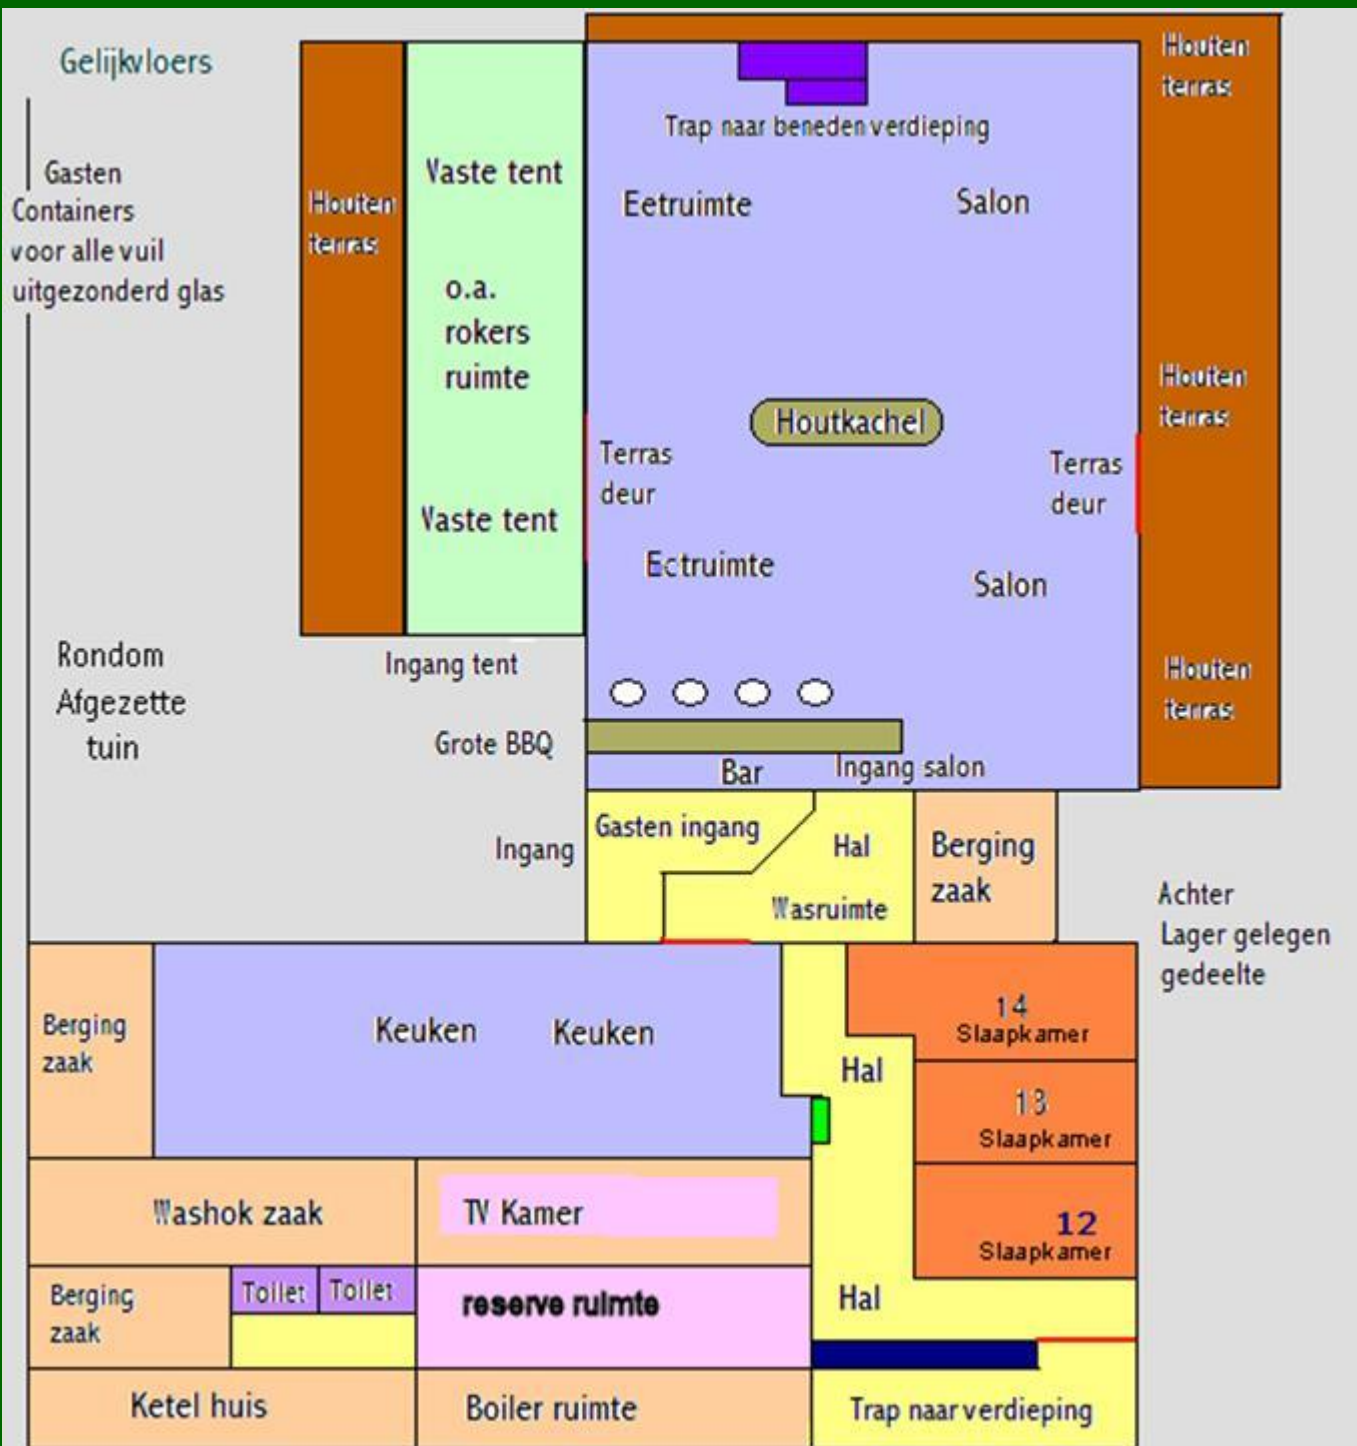 Gelijkvloers
Gasten
Containers
voor alle vuil
uitgezonderd glas
Houten
terras
Vaste tent
o.a.
rokers
ruimte
Vaste tent
Trap naar beneden verdieping
Eetruimte
Salon
Houten
terras
Houtkachel
Terras
deur
Terras
deur
Houten
terras
Ectruimte
Salon
Houten
terras
Rondom
Afgezette
tuin
Ingang tent
Grote BBQ
Bar
Ingang salon
Ingang
Gasten ingang
Hal
Wasruimte
Berging
zaak
Achter
Lager gelegen
gedeelte
Berging
zaak
Keuken
Keuken
Hal
14
Slaapkamer
13
Slaapkamer
12
Slaapkamer
Washok zaak
TV Kamer
Berging
zaak
Toilet
Toilet
reserve ruimte
Hal
Ketel huis
Boiler ruimte
Trap naar verdieping